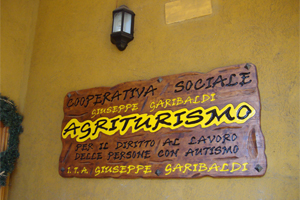 COOPERATIVA SOCIALE
GIUSEPPE GARIBALDI
AGRITURISMO
PER IL DIRITTO AL LAVORO
DELLE PERSONE CON AUTISMO
I.T.A. GIUSEPPE GARIBALDI